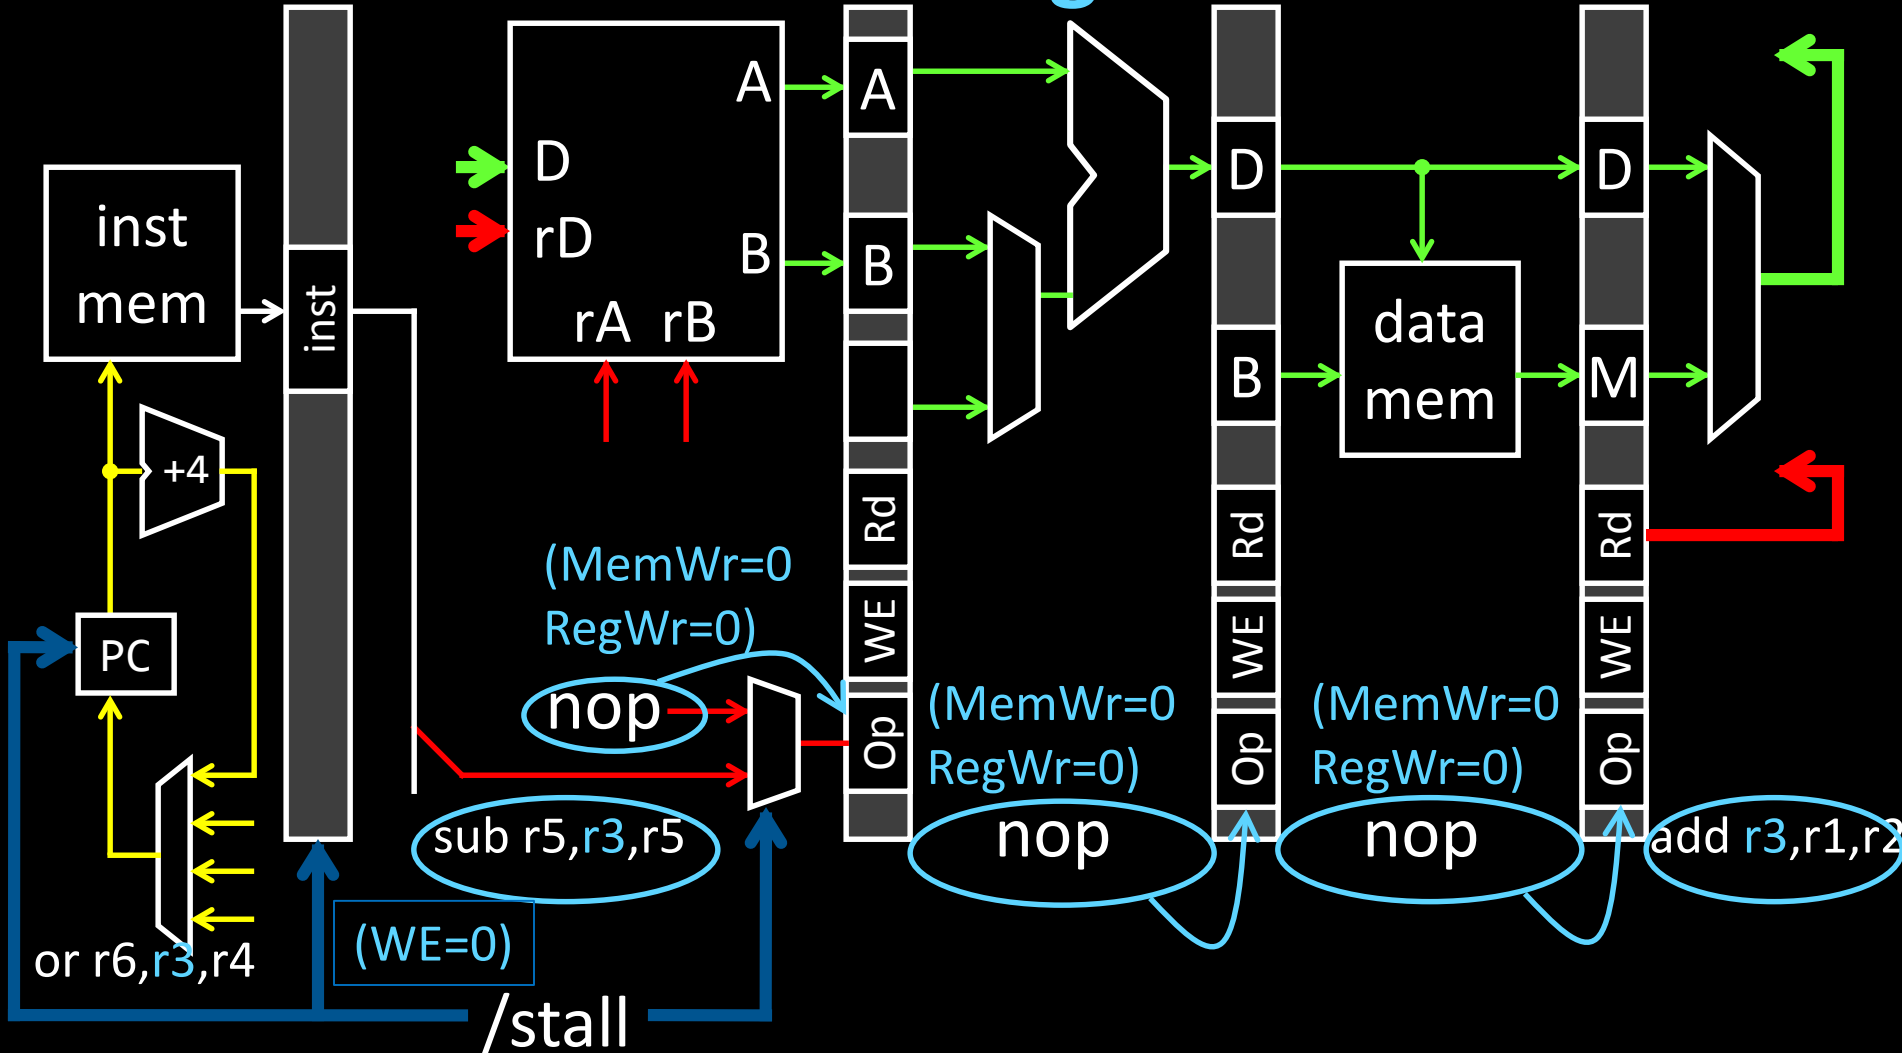 inst
mem
+4
PC
or r6,r3,r4
inst
A
D
rD
B
rA rB
(MemWr=0
RegWr=0)
nop
sub r5,r3,r5
(WE=0)
/stall
A
B
Rd
WE
Op
(MemWr=0
RegWr=0)
nop
D
B
Rd
WE
Op
data
mem
(MemWr=0
RegWr=0)
nop
D
M
Rd
WE
Op
add r3,r1,r2